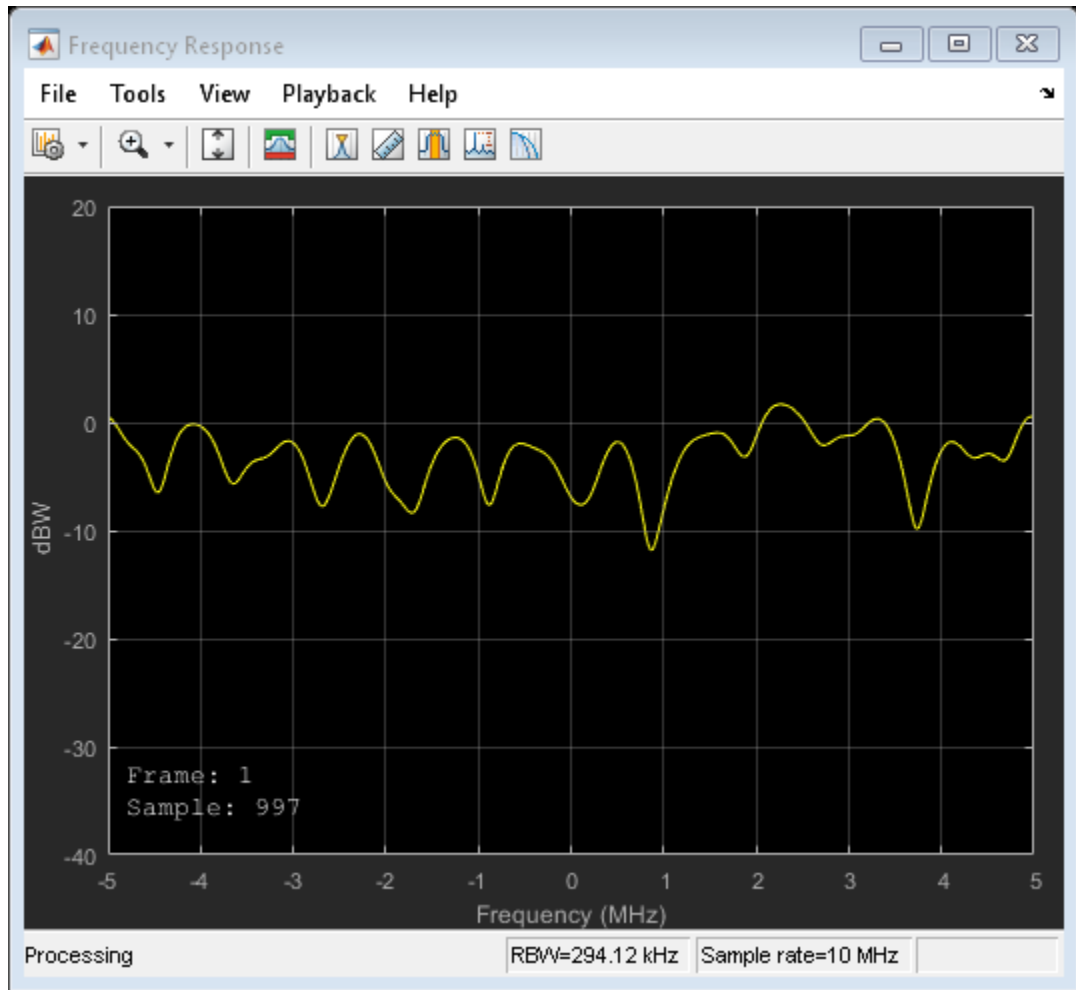 Frequency Response
File Tools View Playback Help
20
10
0
-10
-20
-30
-40
dBW
Frame: 1
Sample: 997
-5 -4 -3 -2 -1 0 1 2 3 4 5
Frequency (MHz)
Processing RBW=294.12 kHz Sample rate=10 MHz